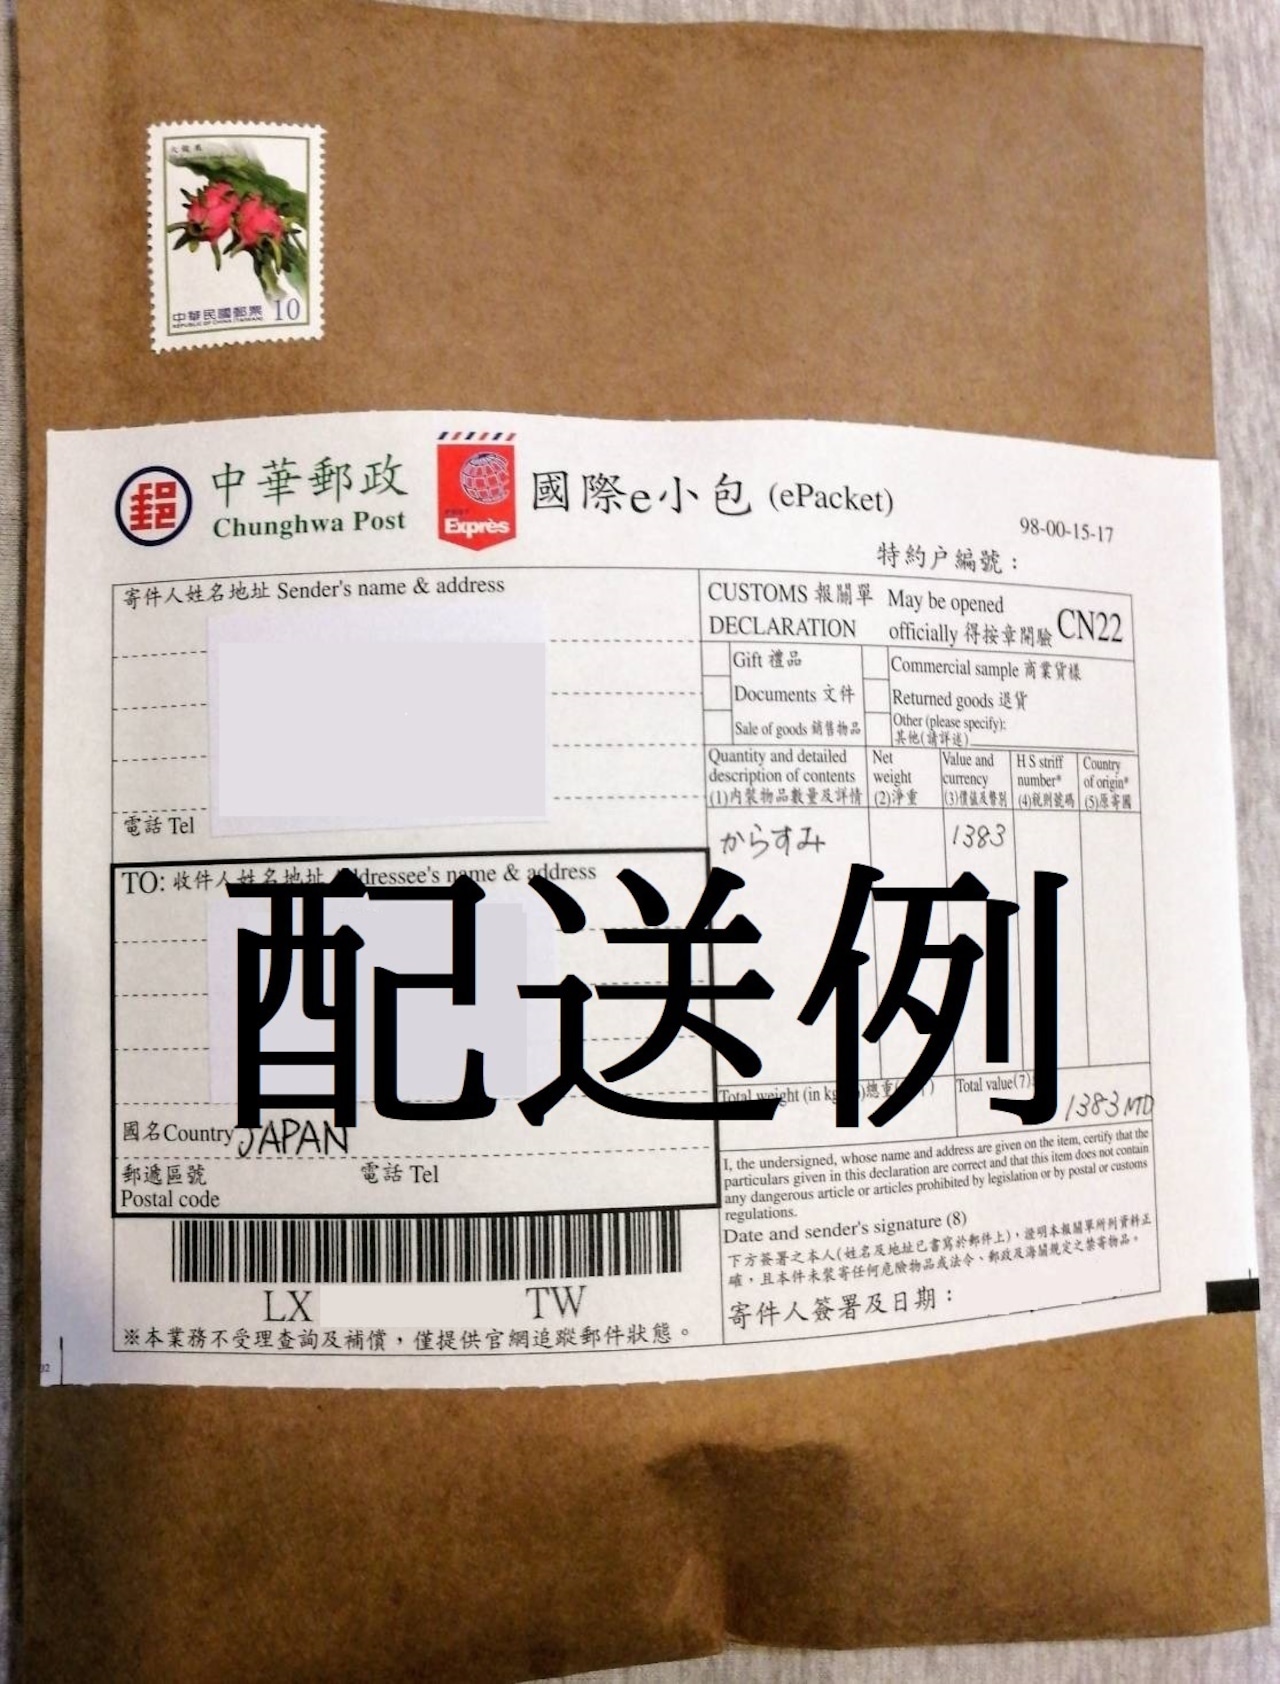 火龍果
中華民國郵票 10
REPUBLIC OF CHINA (TAIWAN)
中華郵政
Chunghwa Post
Exprès
國際e小包 (ePacket)
98-00-15-17
特約户編號：
寄件人姓名地址 Sender's name & address
電話 Tel
CUSTOMS 報關單
DECLARATION
May be opened
officially 得按章開驗
CN22
Gift 禮品
Commercial sample 商業貨樣
Documents 文件
Returned goods 退貨
Sale of goods 銷售物品
Other (please specify):
其他(請詳述)
Quantity and detailed
description of contents
(1)內裝物品數量及詳情
Net
weight
(2)淨重
Value and
currency
(3)價值及幣別
H S striff
number*
(4)稅則號碼
Country
of origin*
(5)原寄國
からすみ
1383
TO: 收件人姓名地址 Addressee's name & address
配送例
國名Country JAPAN
郵遞區號
Postal code
電話 Tel
Total weight (in kg
總重
Total value(7)
1383
I, the undersigned, whose name and address are given on the item, certify that the
particulars given in this declaration are correct and that this item does not contain
any dangerous article or articles prohibited by legislation or by postal or customs
regulations.
Date and sender's signature (8)
下方簽署之本人(姓名及地址已書寫於郵件上)，證明本報關單所列資料正
確，且本件未裝寄任何危險物品或法令、郵政及海關規定之禁寄物品。
寄件人簽署及日期：
LX TW
※本業務不受理查詢及補償，僅提供官網追蹤郵件狀態。